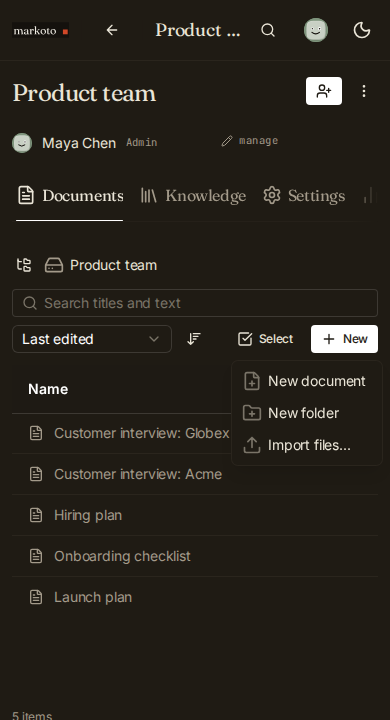 markoto
Product ...
Product team
Maya Chen Admin
manage
Documents Knowledge Settings
Product team
Search titles and text
Last edited
Select
New
New document
New folder
Import files...
Name
Customer interview: Globex
Customer interview: Acme
Hiring plan
Onboarding checklist
Launch plan
5 items